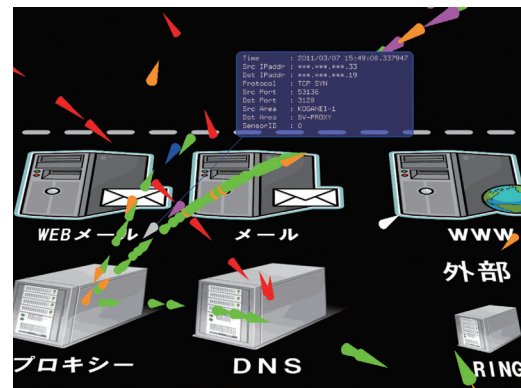 Time : 2011/03/07 15:49:08.337947
Src IPaddr : ***.***.***.33
Dst IPaddr : ***.***.***.19
Protocol : TCP SYN
Src Port : 53136
Dst Port : 3128
Src Area : KOGANEI-1
Dst Area : SV-PROXY
SensorID : 0
WEBメール
メール
WWW
外部
プロキシー
DNS
RING